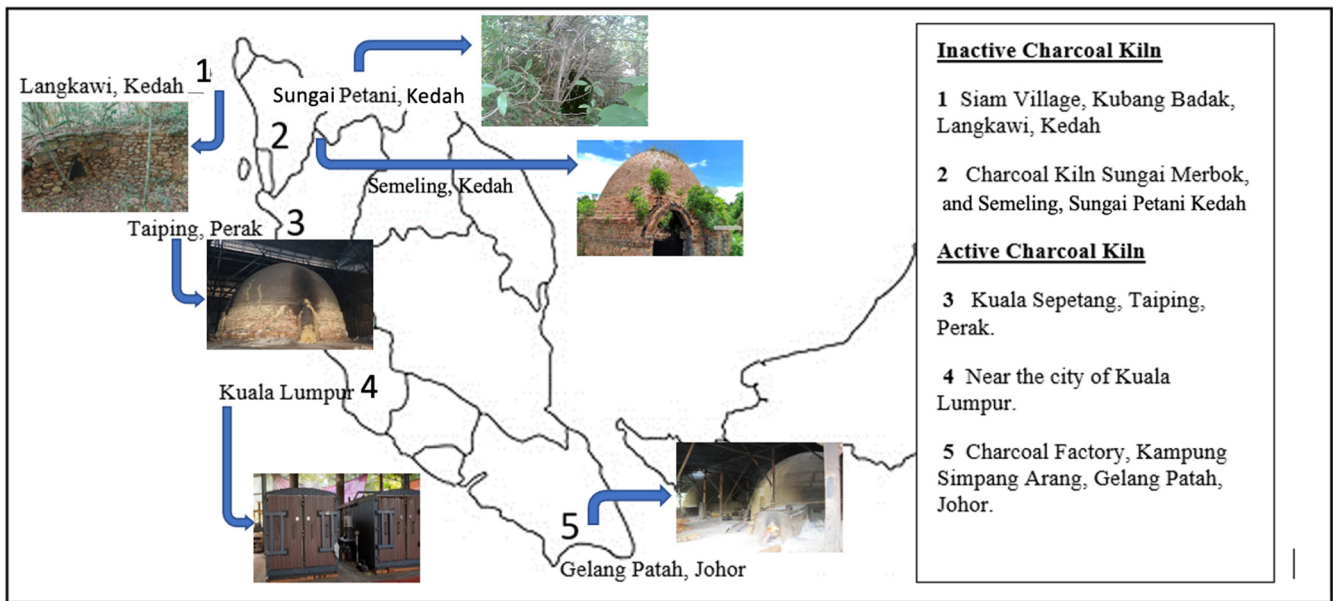 1
Langkawi, Kedah
Sungai Petani, Kedah
2
Semeling, Kedah
Taiping, Perak
3
Kuala Lumpur 4
5
Gelang Patah, Johor
Inactive Charcoal Kiln
1 Siam Village, Kubang Badak,
Langkawi, Kedah
2 Charcoal Kiln Sungai Merbok,
and Semeling, Sungai Petani Kedah
Active Charcoal Kiln
3 Kuala Sepetang, Taiping,
Perak.
4 Near the city of Kuala
Lumpur.
5 Charcoal Factory, Kampung
Simpang Arang, Gelang Patah,
Johor.